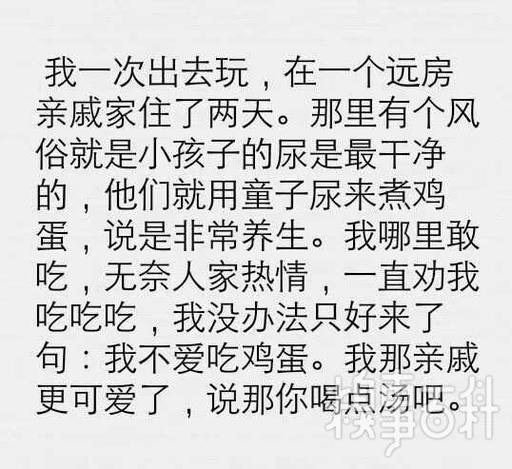 我一次出去玩，在一个远房
亲戚家住了两天。那里有个风
俗就是小孩子的尿是最干净
的，他们就用童子尿来煮鸡
蛋，说是非常养生。我哪里敢
吃，无奈人家热情，一直劝我
吃吃吃，我没办法只好来了
句：我不爱吃鸡蛋。我那亲戚
更可爱了，说那你喝点汤吧。
糗事百科